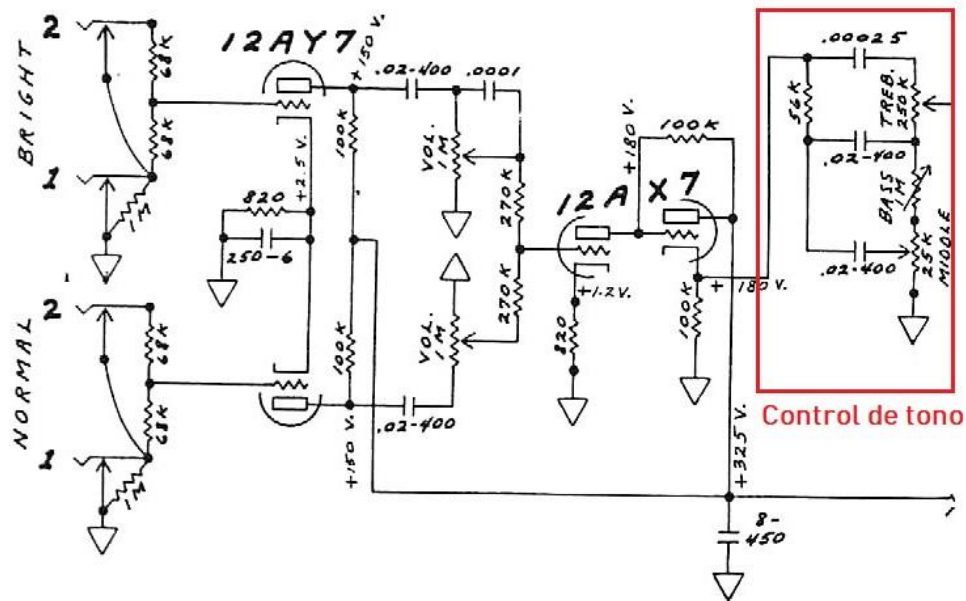 BRIGHT
2
68K
68K
1
1M
12AY7
+150 V.
.02-400
.0001
100K
+2.5 V.
820
250-6
VOL.
1M
270K
12AX7
+180 V.
100K
+1.2 V.
820
100K
+180 V.
270K
VOL.
1M
100K
.02-400
+150 V.
NORMAL
2
68K
68K
1
1M
+325 V.
8-
450
.00025
56K
TREB.
250K
.02-400
BASS
1M
.02-400
25K
MIDDLE
Control de tono